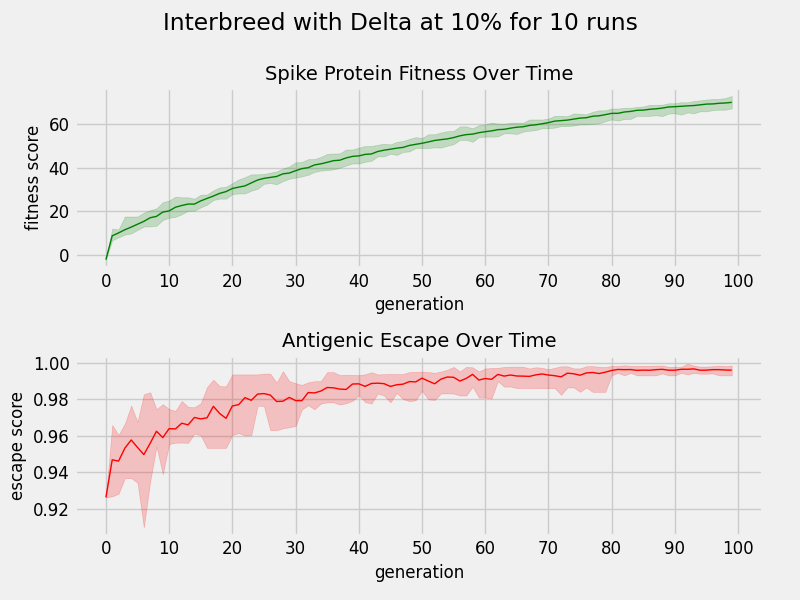 Interbreed with Delta at 10% for 10 runs
Spike Protein Fitness Over Time
fitness score
60
40
20
0
0 10 20 30 40 50 60 70 80 90 100
generation
Antigenic Escape Over Time
escape score
1.00
0.98
0.96
0.94
0.92
0 10 20 30 40 50 60 70 80 90 100
generation